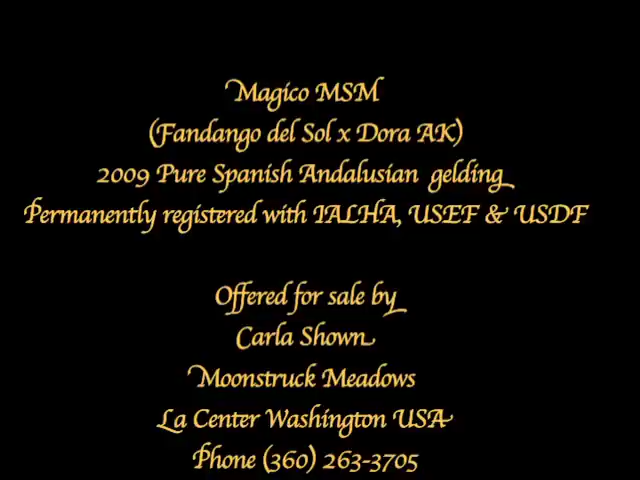 Magico MSM
(Fandango del Sol x Dora AK)
2009 Pure Spanish Andalusian gelding
Permanently registered with IALHA, USEF & USDF
Offered for sale by
Carla Shown
Moonstruck Meadows
La Center Washington USA
Phone (360) 263-3705